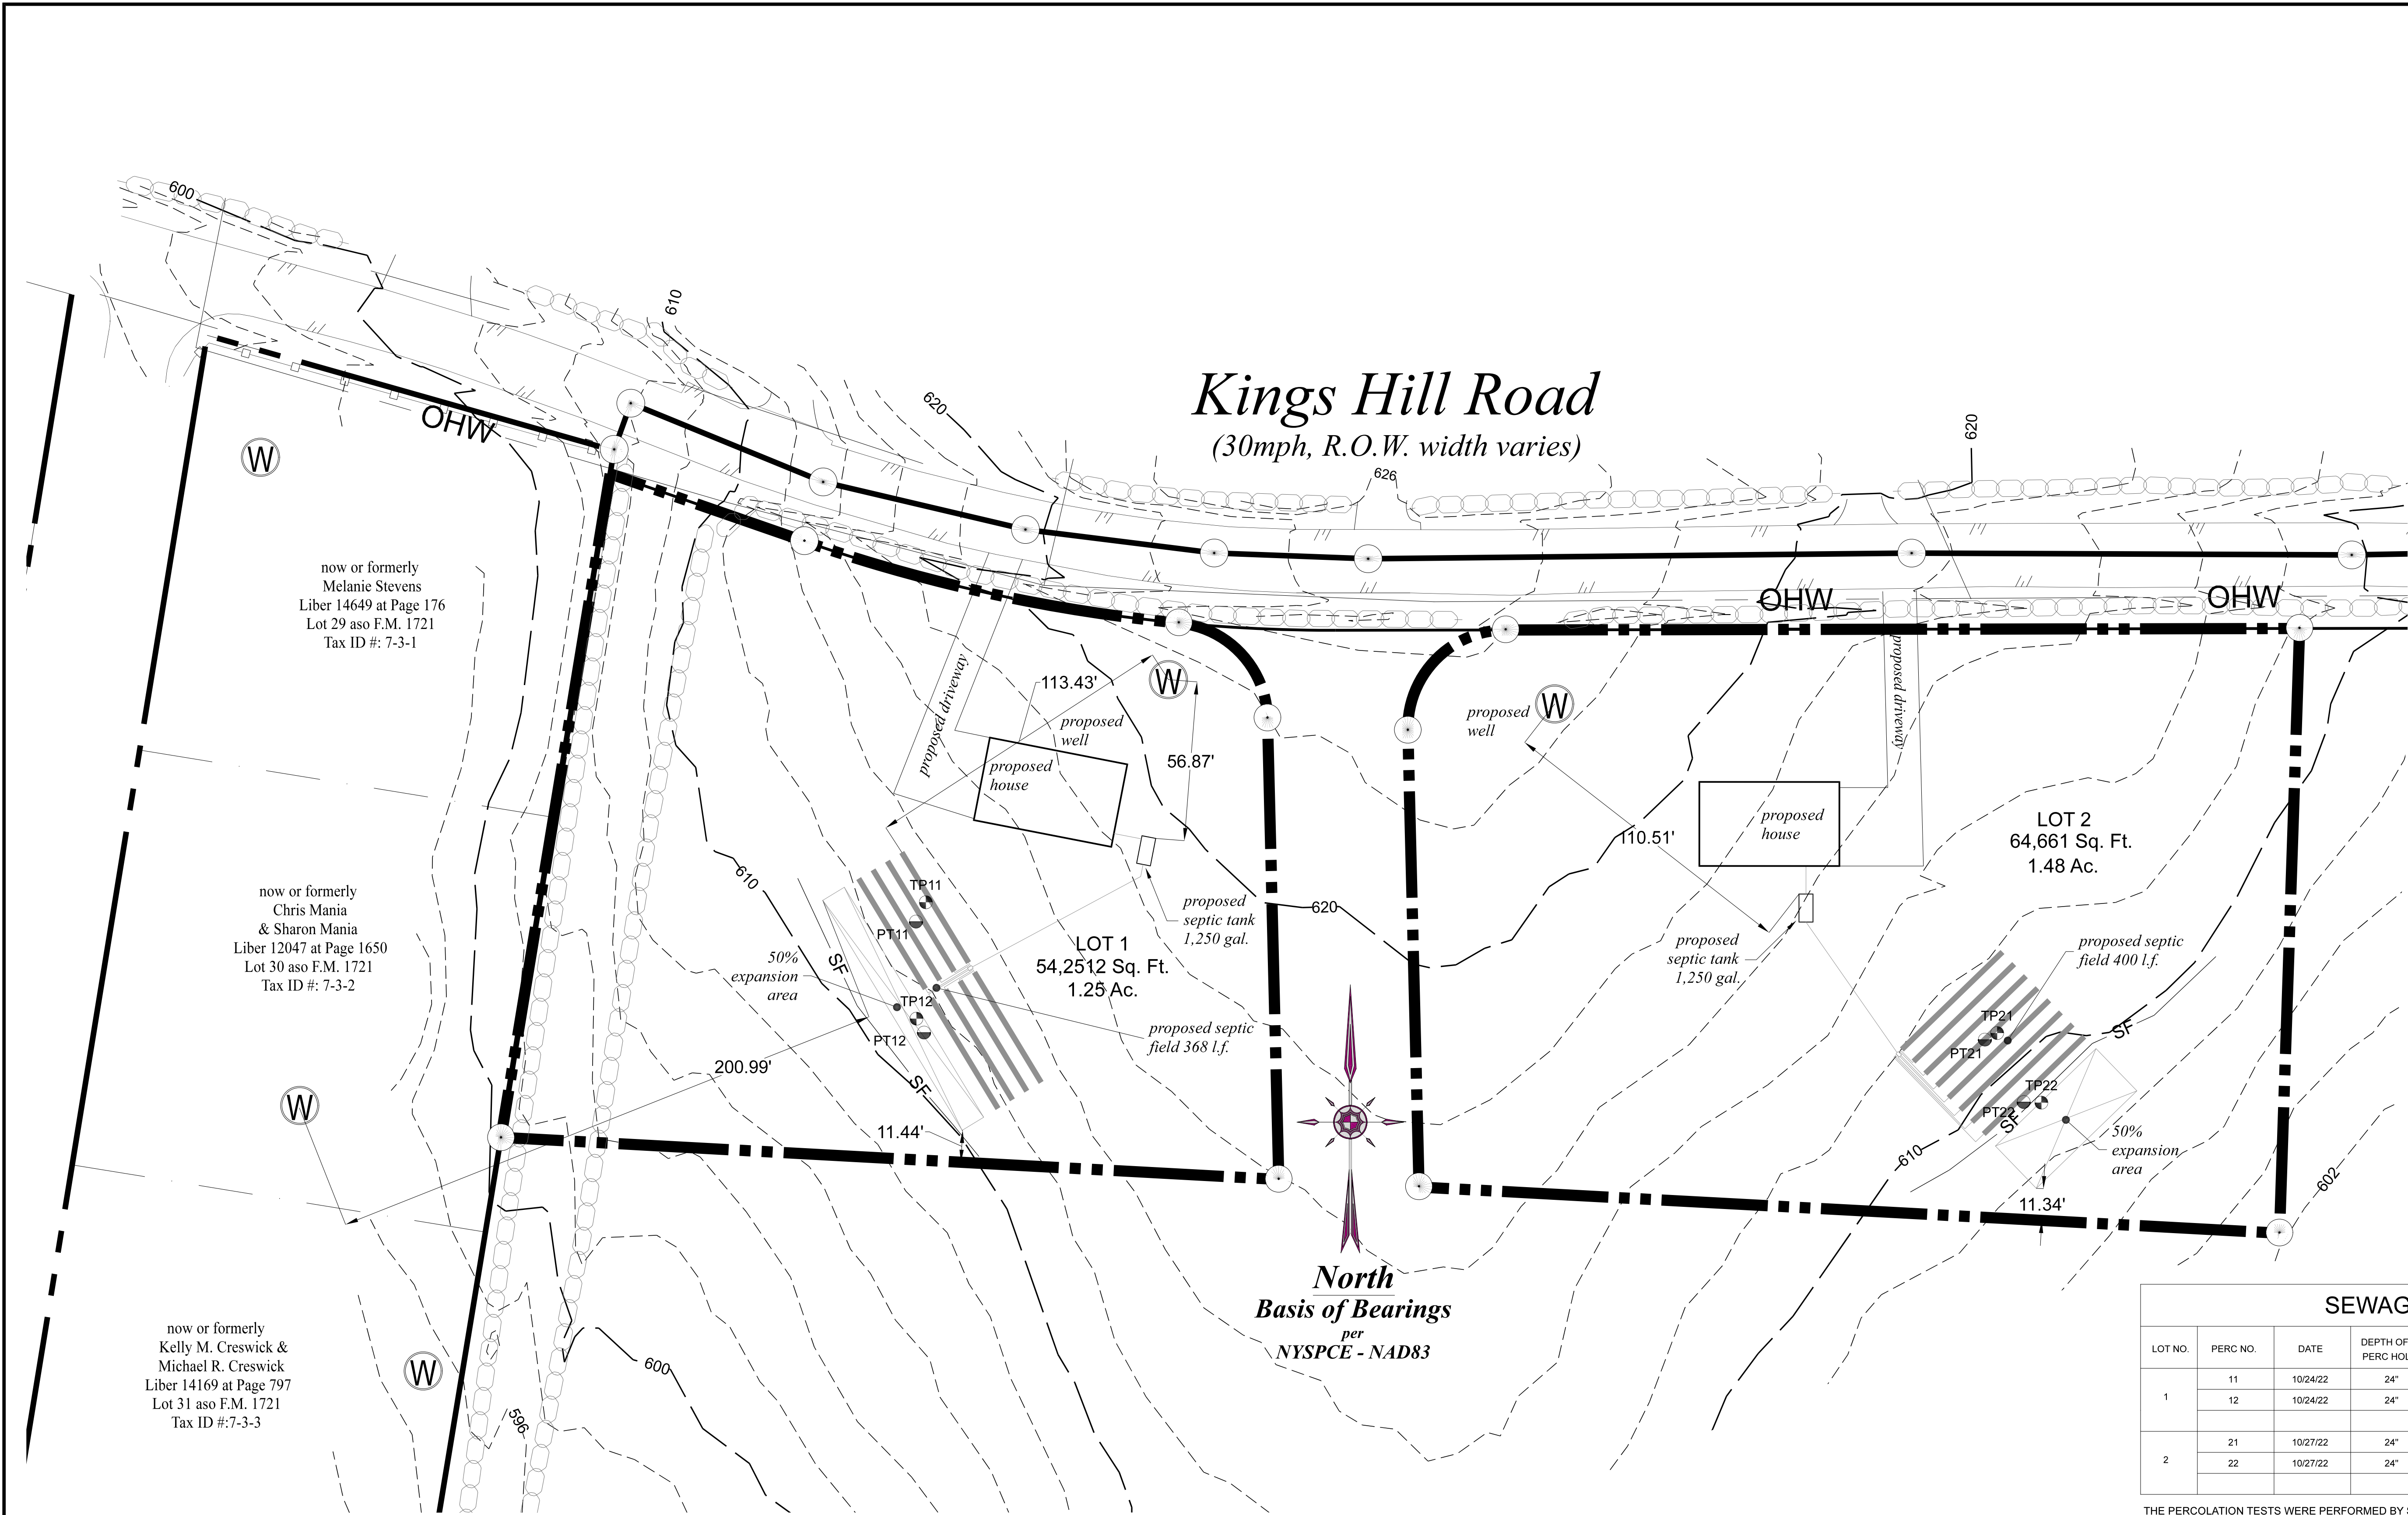 600
610
620
Kings Hill Road
(30mph, R.O.W. width varies)
620
626
OHW
W
now or formerly
Melanie Stevens
Liber 14649 at Page 176
Lot 29 aso F.M. 1721
Tax ID #: 7-3-1
OHW
OHW
proposed driveway
113.43'
W
proposed
well
56.87'
proposed
house
proposed
well
W
proposed driveway
110.51'
proposed
house
LOT 2
64,661 Sq. Ft.
1.48 Ac.
now or formerly
Chris Mania
& Sharon Mania
Liber 12047 at Page 1650
Lot 30 aso F.M. 1721
Tax ID #: 7-3-2
610
TP11
PT11
50%
expansion
area
SF
TP12
PT12
SF
proposed
septic tank
1,250 gal.
LOT 1
54,2512 Sq. Ft.
1.25 Ac.
proposed septic
field 368 l.f.
620
proposed
septic tank
1,250 gal.
proposed septic
field 400 l.f.
TP21
PT21
SF
TP22
PT22
SF
50%
expansion
area
610
602
11.34'
W
200.99'
11.44'
North
Basis of Bearings
per
NYSPCE - NAD83
now or formerly
Kelly M. Creswick &
Michael R. Creswick
Liber 14169 at Page 797
Lot 31 aso F.M. 1721
Tax ID #:7-3-3
W
600
596
SEWAG
LOT NO. PERC NO. DATE DEPTH OF
PERC HOL
1
11 10/24/22 24"
12 10/24/22 24"
2
21 10/27/22 24"
22 10/27/22 24"
THE PERCOLATION TESTS WERE PERFORMED BY